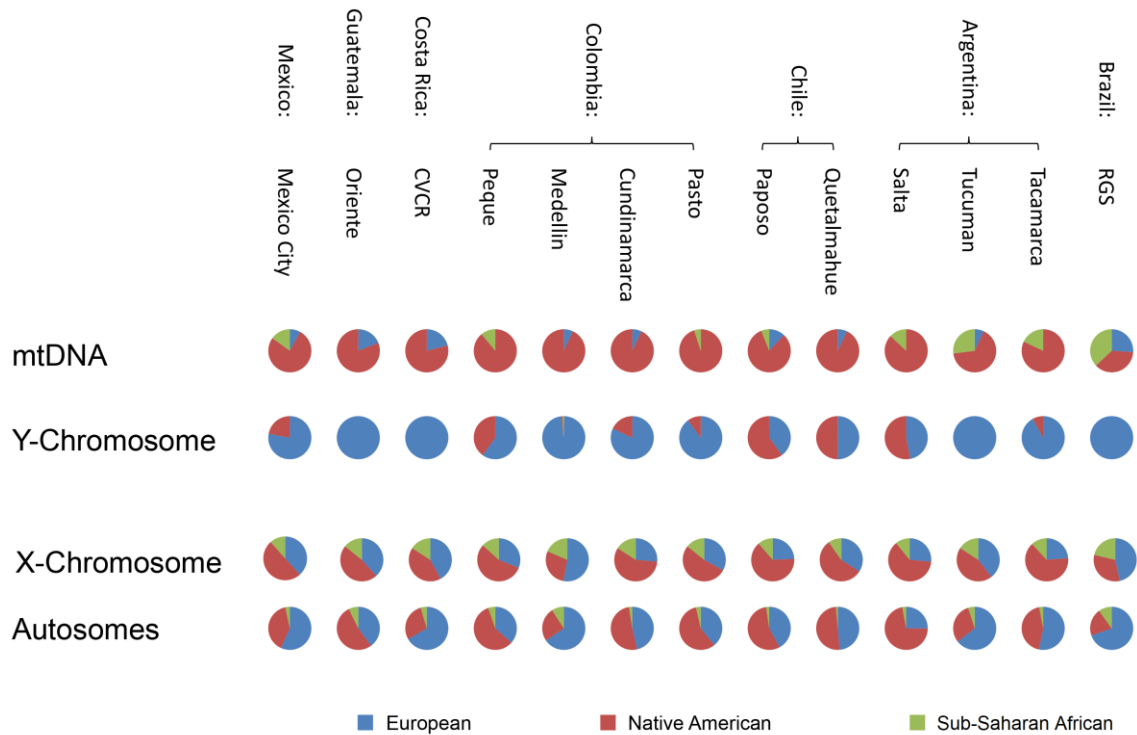 Mexico: Guatemala: Costa Rica: Colombia: Chile: Argentina: Brazil:
Mexico City Oriente CVCR Peque Medellin Cundinamarca Pasto Paposo Quetalmahue Salta Tucuman Tacamarca RGS
mtDNA
Y-Chromosome
X-Chromosome
Autosomes
European Native American Sub-Saharan African